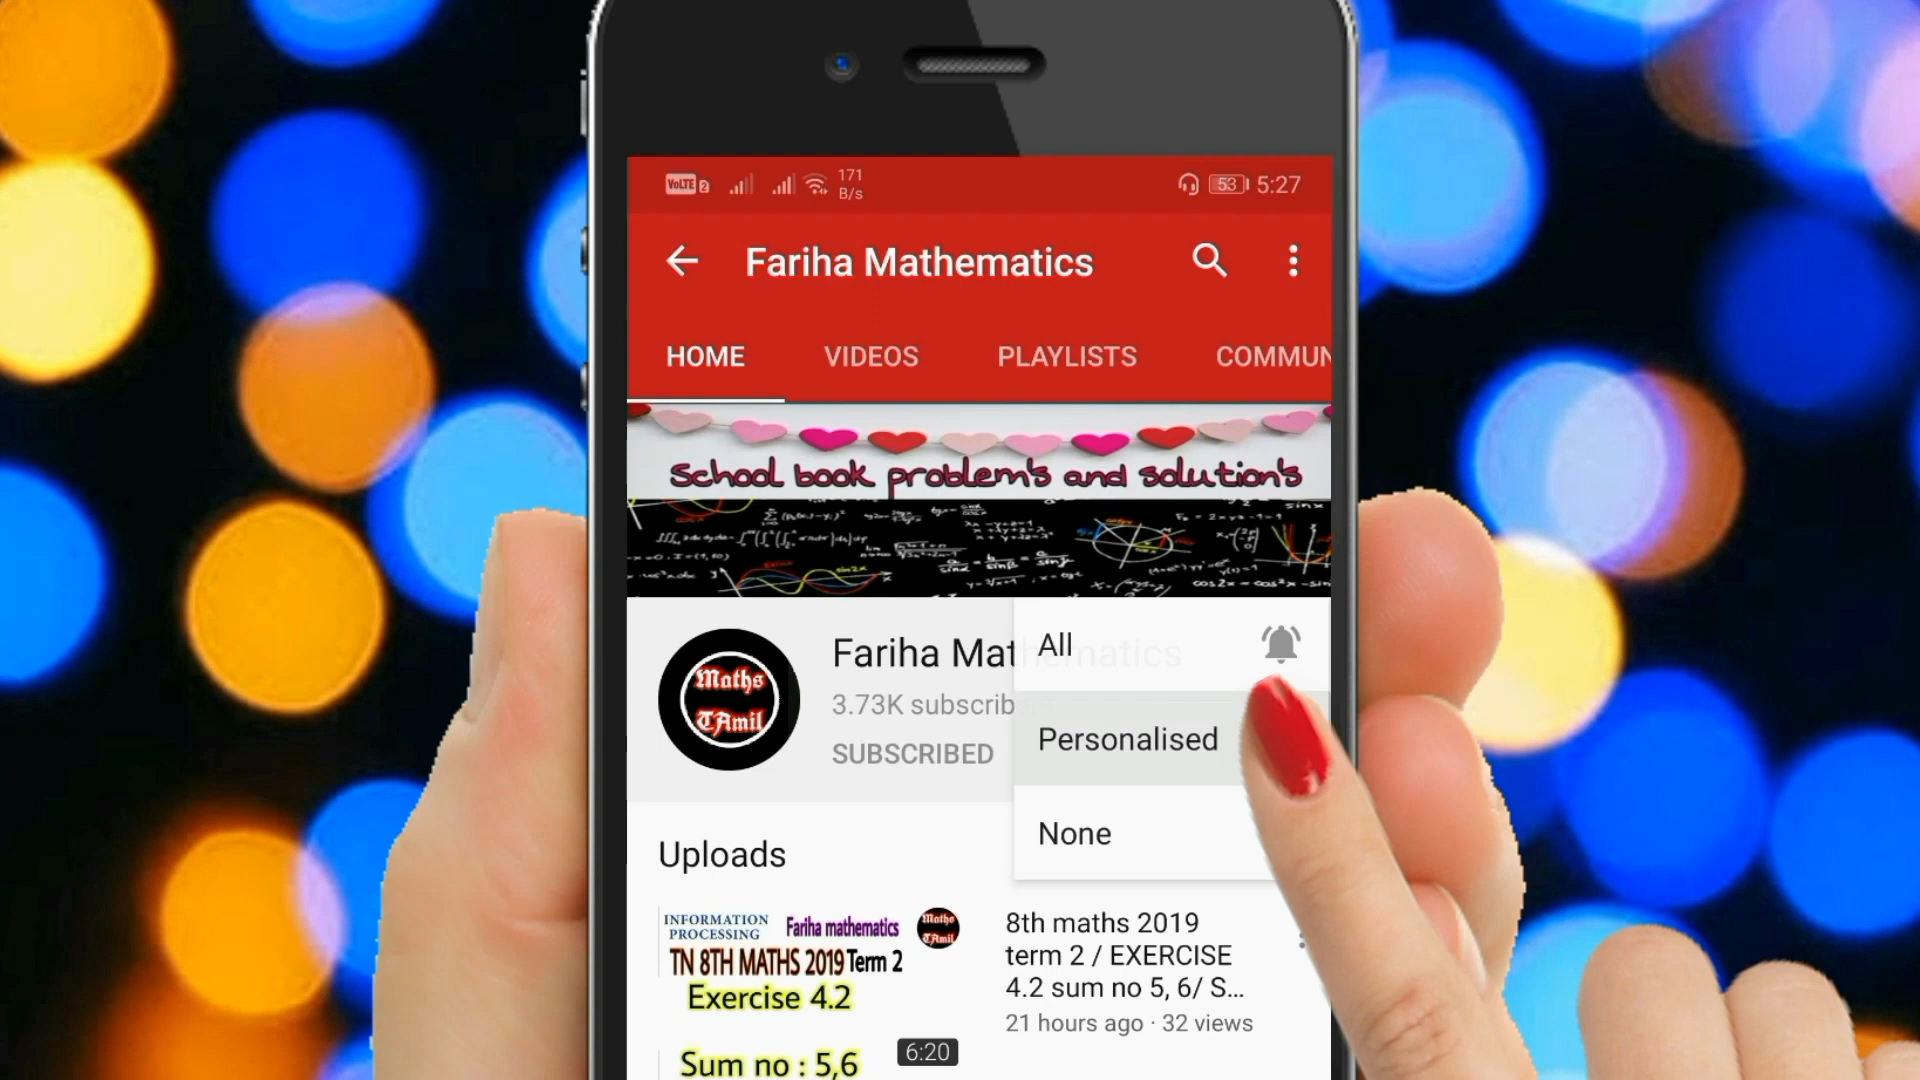 VoLTE 2 171 B/s 53 5:27
Fariha Mathematics
HOME VIDEOS PLAYLISTS COMMUN
School book problem's and solution's
Fariha Mathematics
3.73K subscrib
SUBSCRIBED
Maths
TAmil
All
Personalised
None
Uploads
INFORMATION
PROCESSING
Fariha mathematics
Maths
TAmil
TN 8TH MATHS 2019 Term 2
Exercise 4.2
Sum no : 5,6
6:20
8th maths 2019
term 2 / EXERCISE
4.2 sum no 5, 6/ S...
21 hours ago · 32 views